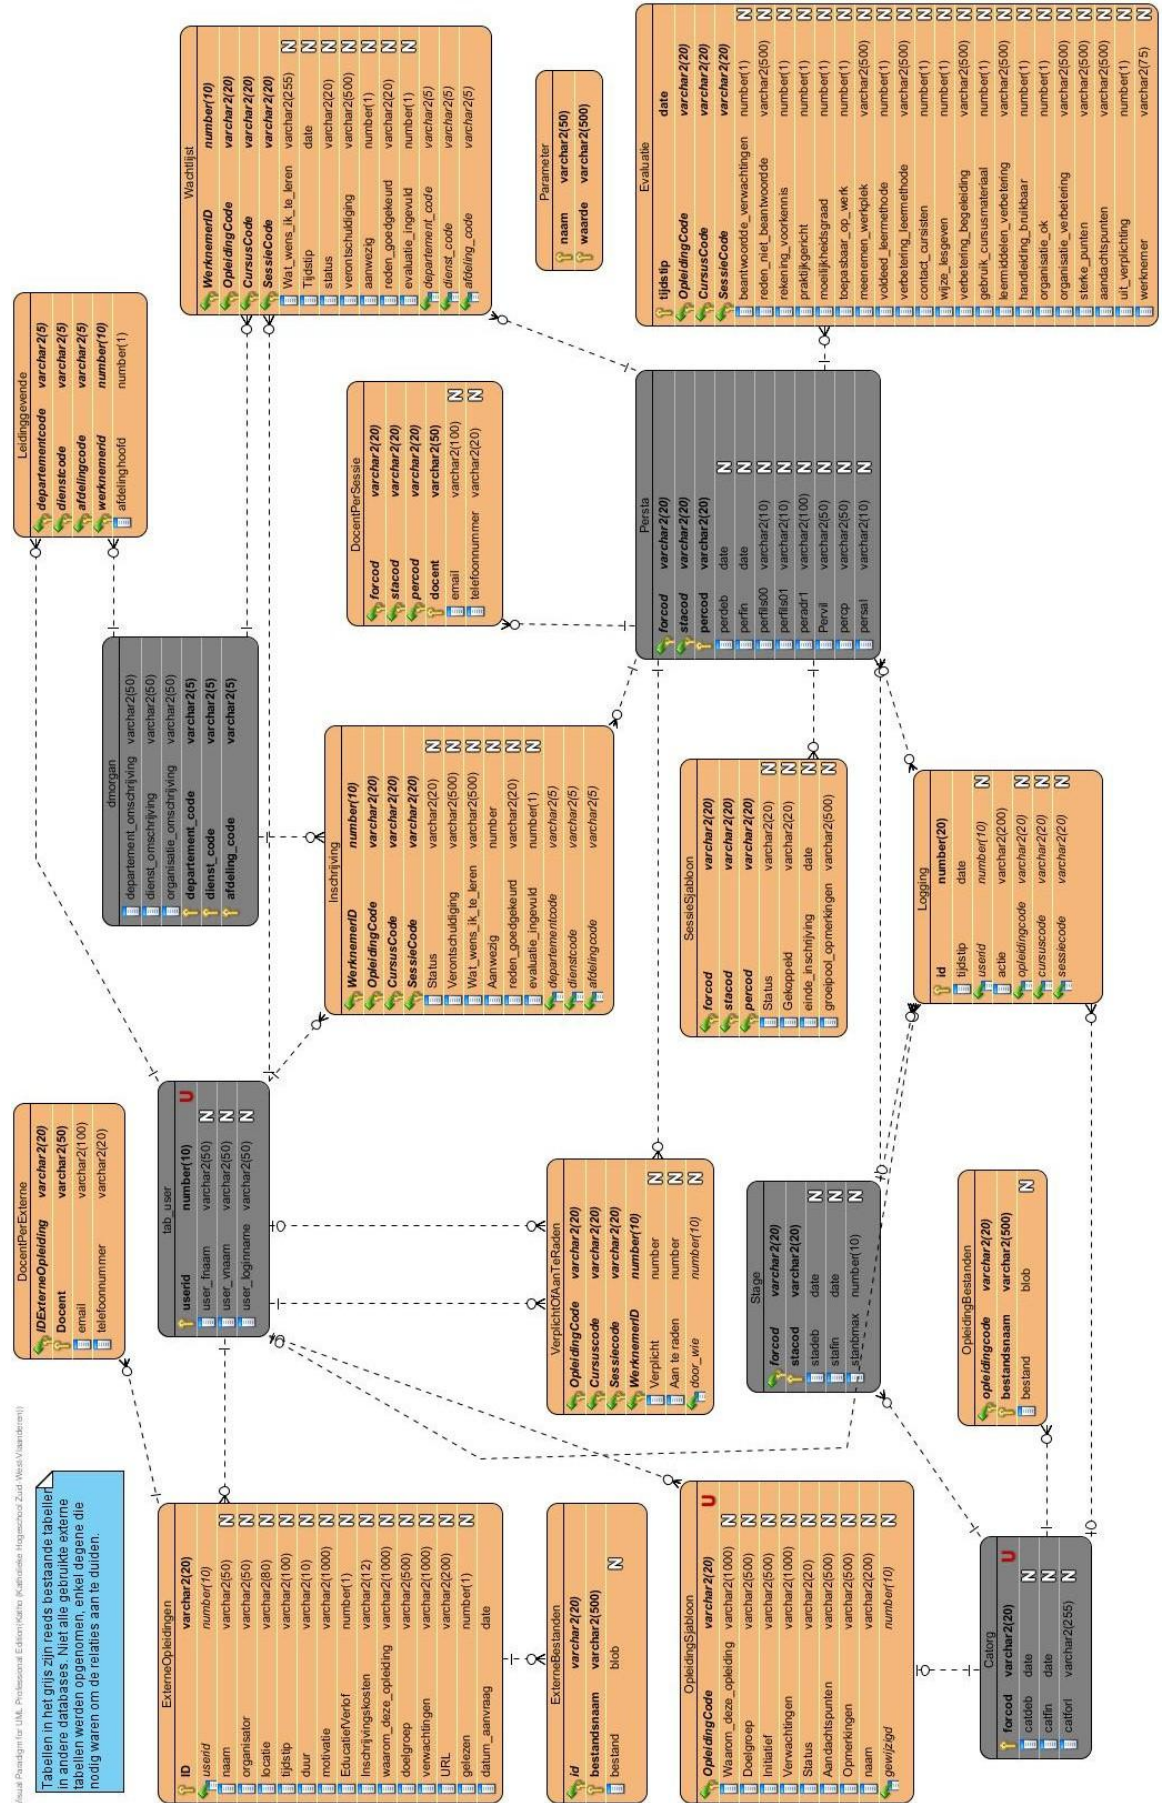 Visual Paradigm for UML Professional Edition(Katho (Katholieke Hogeschool Zuid-West-Vlaanderen))
Tabellen in het grijs zijn reeds bestaande tabellen
in andere databases. Niet alle gebruikte externe
tabellen werden opgenomen, enkel degene die
nodig waren om de relaties aan te duiden.
DocentPerExterne
IDExterneOpleiding varchar2(20)
Docent varchar2(50)
email varchar2(100)
telefoonnummer varchar2(20)
Leidinggevende
departementcode varchar2(5)
dienstcode varchar2(5)
afdelingcode varchar2(5)
werknemerid number(10)
afdelinghoofd number(1)
dmorgan
departement_omschrijving varchar2(50)
dienst_omschrijving varchar2(50)
organisatie_omschrijving varchar2(50)
departement_code varchar2(5)
dienst_code varchar2(5)
afdeling_code varchar2(5)
tab_user
U
userid number(10)
user_fnaam varchar2(50) N
user_vnaam varchar2(50) N
user_loginname varchar2(50) N
Wachtlijst
WerknemerID number(10)
OpleidingCode varchar2(20)
CursusCode varchar2(20)
SessieCode varchar2(20)
Wat_wens_ik_te_leren varchar2(255) N
Tijdstip date N
status varchar2(20) N
verontschuldiging varchar2(500) N
aanwezig number(1) N
reden_goedgekeurd varchar2(20) N
evaluatie_ingevuld number(1) N
departement_code varchar2(5)
dienst_code varchar2(5)
afdeling_code varchar2(5)
ExterneOpleidingen
ID varchar2(20)
userid number(10)
naam varchar2(50) N
organisator varchar2(50) N
locatie varchar2(80) N
tijdstip varchar2(100) N
duur varchar2(10) N
motivatie varchar2(1000) N
EducatiefVerlof number(1) N
Inschrijvingskosten varchar2(12) N
waarom_deze_opleiding varchar2(1000) N
doelgroep varchar2(500) N
verwachtingen varchar2(1000) N
URL varchar2(200) N
gelezen number(1) N
datum_aanvraag date
Inschrijving
WerknemerID number(10)
OpleidingCode varchar2(20)
CursusCode varchar2(20)
SessieCode varchar2(20)
Status varchar2(20) N
Verontschuldiging varchar2(500) N
Wat_wens_ik_te_leren varchar2(500) N
Aanwezig number N
reden_goedgekeurd varchar2(20) N
evaluatie_ingevuld number(1) N
departementcode varchar2(5)
dienstcode varchar2(5)
afdelingcode varchar2(5)
DocentPerSessie
forcod varchar2(20)
stacod varchar2(20)
percod varchar2(20)
docent varchar2(50)
email varchar2(100) N
telefoonnummer varchar2(20) N
Parameter
naam varchar2(50)
waarde varchar2(500)
ExterneBestanden
id varchar2(20)
bestandsnaam varchar2(500)
bestand blob N
VerplichtOfAanTeRaden
OpleidingCode varchar2(20)
Cursuscode varchar2(20)
Sessiecode varchar2(20)
WerknemerID number(10)
Verplicht number N
Aan te raden number N
door_wie number(10) N
Persta
forcod varchar2(20)
stacod varchar2(20)
percod varchar2(20)
perdeb date N
perfin date N
perfils00 varchar2(10) N
perfils01 varchar2(10) N
peradr1 varchar2(100) N
Pervil varchar2(50) N
percp varchar2(50) N
persal varchar2(10) N
Evaluatie
tijdstip date
OpleidingCode varchar2(20)
CursusCode varchar2(20)
SessieCode varchar2(20)
beantwoordde_verwachtingen number(1) N
reden_niet_beantwoordde varchar2(500) N
rekening_voorkennis number(1) N
praktijkgericht number(1) N
moeilijkheidsgraad number(1) N
toepasbaar_op_werk number(1) N
meenemen_werkplek varchar2(500) N
voldeed_leermethode number(1) N
verbetering_leermethode varchar2(500) N
contact_cursisten number(1) N
wijze_lesgeven number(1) N
verbetering_begeleiding varchar2(500) N
gebruik_cursusmateriaal number(1) N
leermiddelen_verbetering varchar2(500) N
handleiding_bruikbaar number(1) N
organisatie_ok number(1) N
organisatie_verbetering varchar2(500) N
sterke_punten varchar2(500) N
aandachtspunten varchar2(500) N
uit_verplichting number(1) N
werknemer varchar2(75) N
OpleidingSjabloon
U
OpleidingCode varchar2(20)
Waarom_deze_opleiding varchar2(1000) N
Doelgroep varchar2(500) N
Initiatief varchar2(500) N
Verwachtingen varchar2(1000) N
Status varchar2(20) N
Aandachtspunten varchar2(500) N
Opmerkingen varchar2(500) N
naam varchar2(200) N
gewijzigd number(10) N
SessieSjabloon
forcod varchar2(20)
stacod varchar2(20)
percod varchar2(20)
Status varchar2(20) N
Gekoppeld varchar2(20) N
einde_inschrijving date N
groeipool_opmerkingen varchar2(500) N
Stage
forcod varchar2(20)
stacod varchar2(20)
stadeb date N
stafin date N
stanbmax number(10) N
Logging
id number(20)
tijdstip date
userid number(10) N
actie varchar2(200)
opleidingcode varchar2(20) N
cursuscode varchar2(20) N
sessiecode varchar2(20) N
OpleidingBestanden
opleidingcode varchar2(20)
bestandsnaam varchar2(500)
bestand blob N
Catorg
U
forcod varchar2(20)
catdeb date N
catfin date N
catforl varchar2(255) N